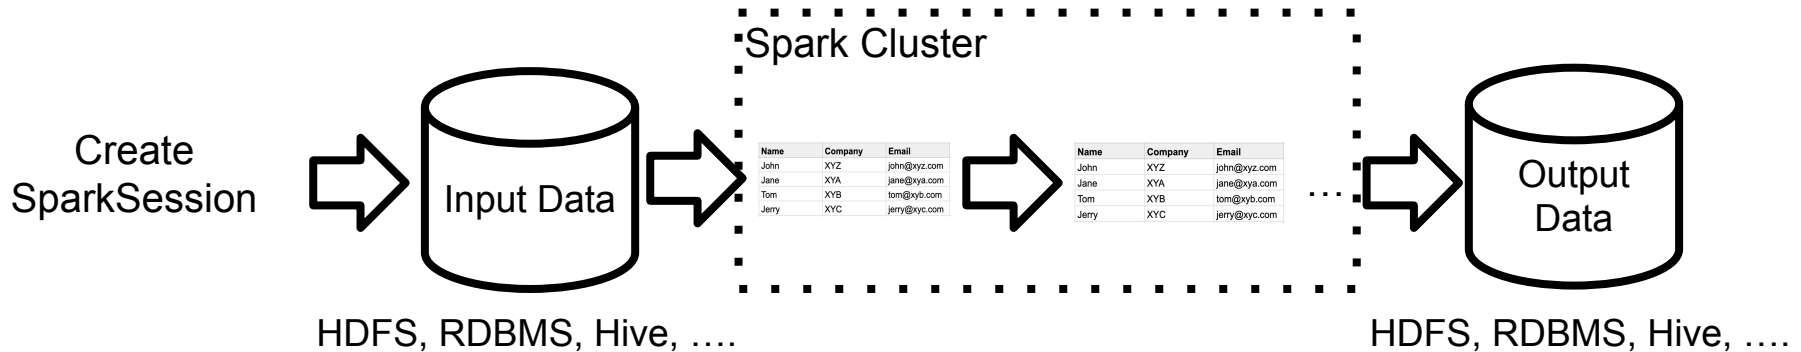 Spark Cluster
Create
SparkSession
Input Data
Name Company Email
John XYZ john@xyz.com
Jane XYA jane@xya.com
Tom XYB tom@xyb.com
Jerry XYC jerry@xyc.com
Name Company Email
John XYZ john@xyz.com
Jane XYA jane@xya.com
Tom XYB tom@xyb.com
Jerry XYC jerry@xyc.com
...
Output
Data
HDFS, RDBMS, Hive, ....
HDFS, RDBMS, Hive, ....